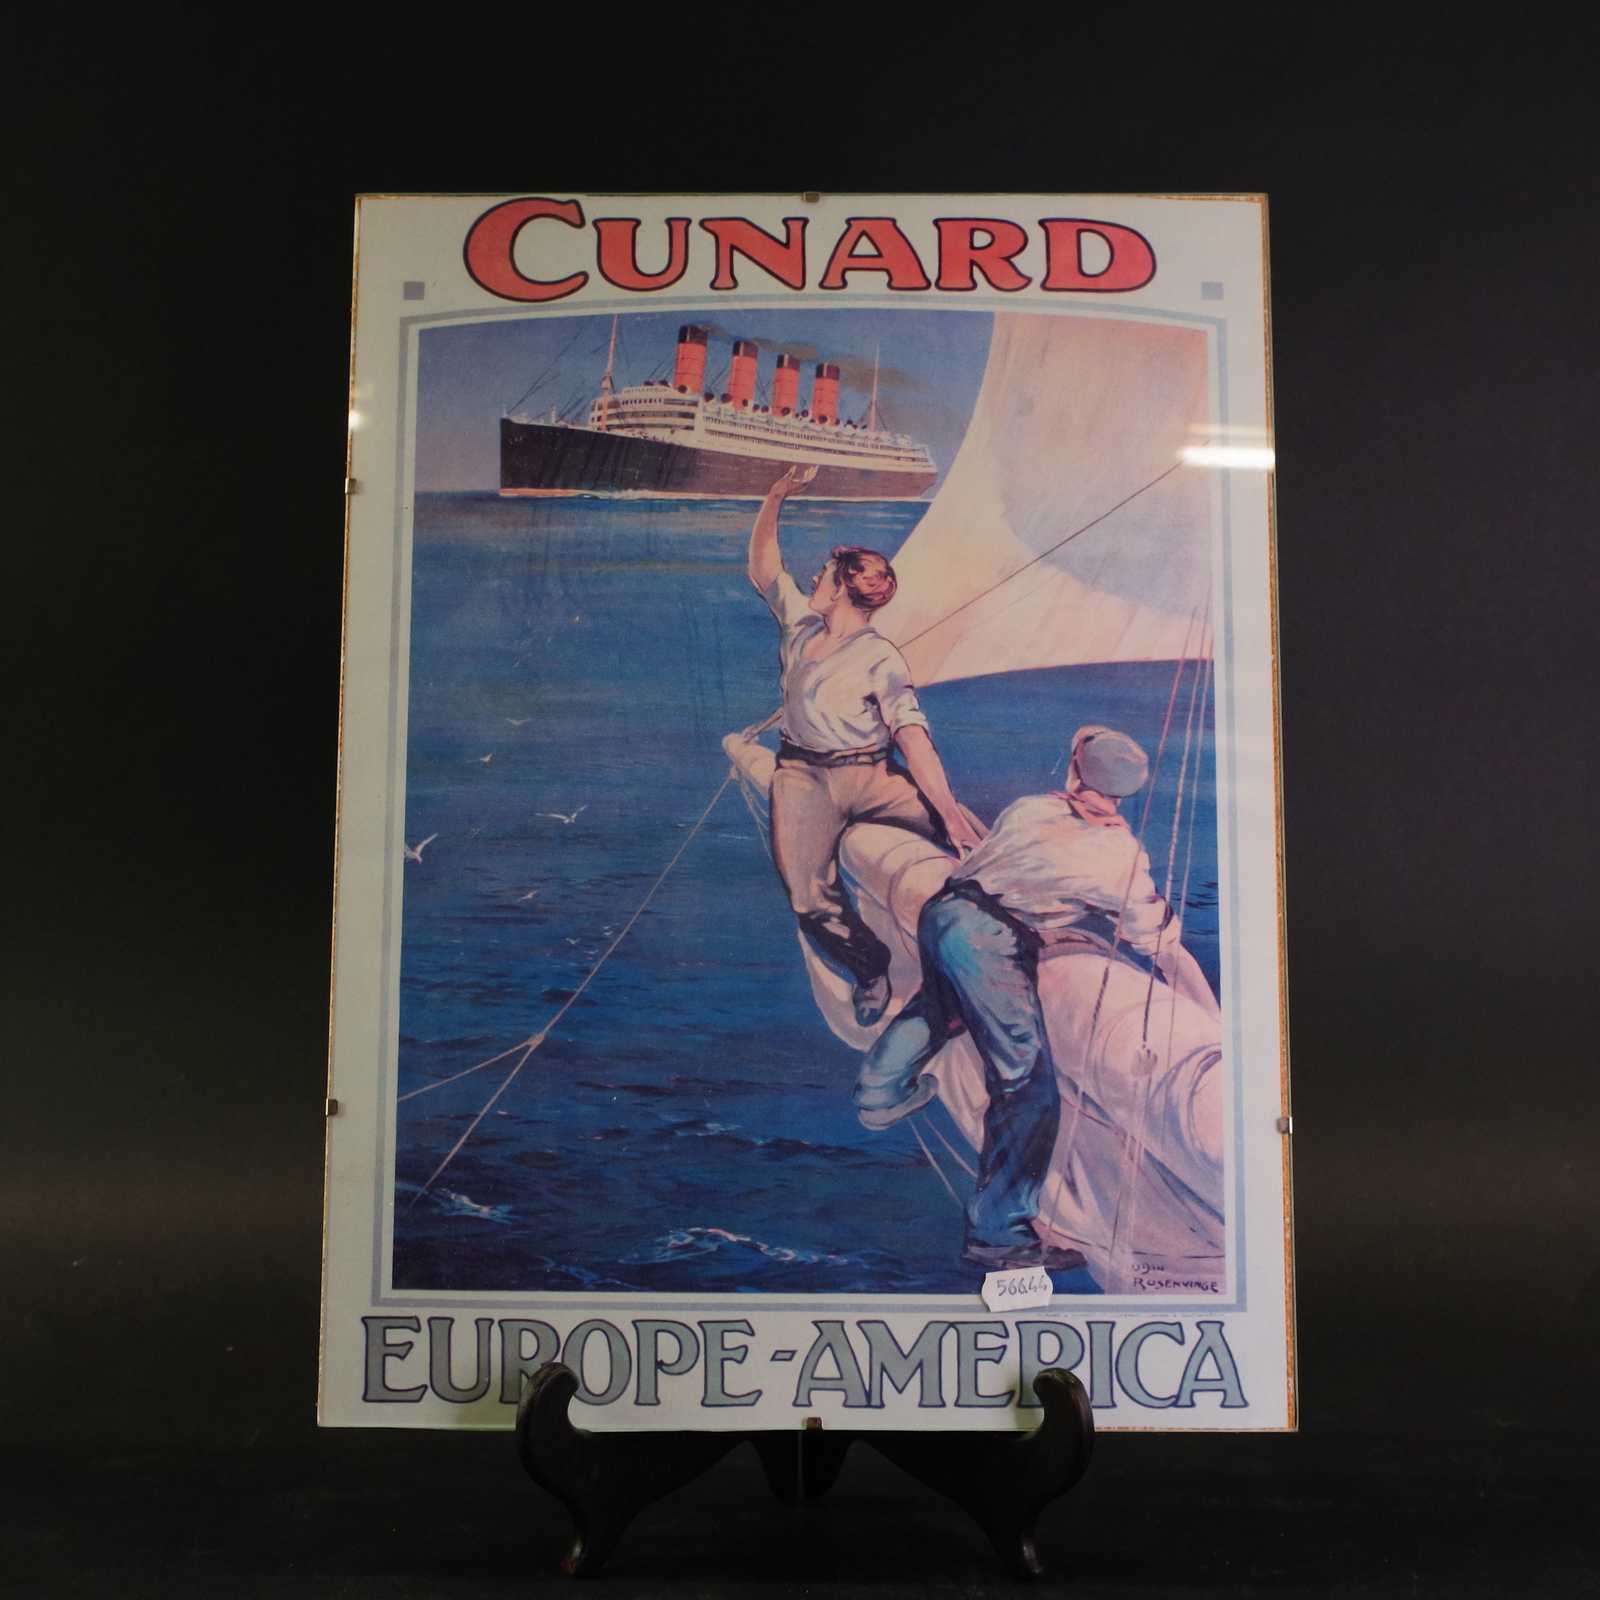 CUNARD
ODIN
ROSENVINGE
56644
EUROPE-AMERICA